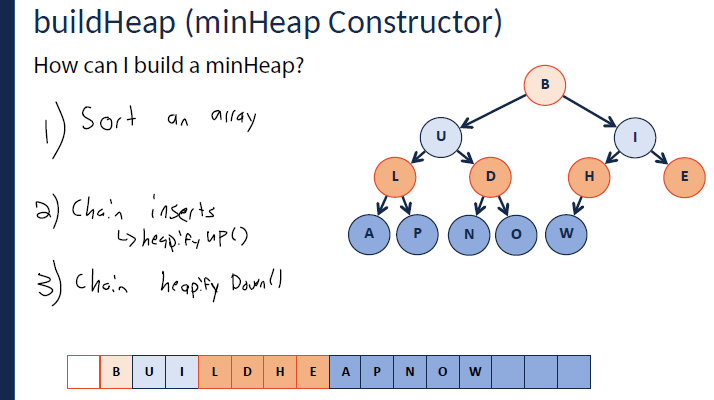 buildHeap (minHeap Constructor)
How can I build a minHeap?
1) Sort an array
2) Chain inserts
↳ heapify up()
3) Chain heapify Down()
B
U I
L D H E
A P N O W
B U I L D H E A P N O W